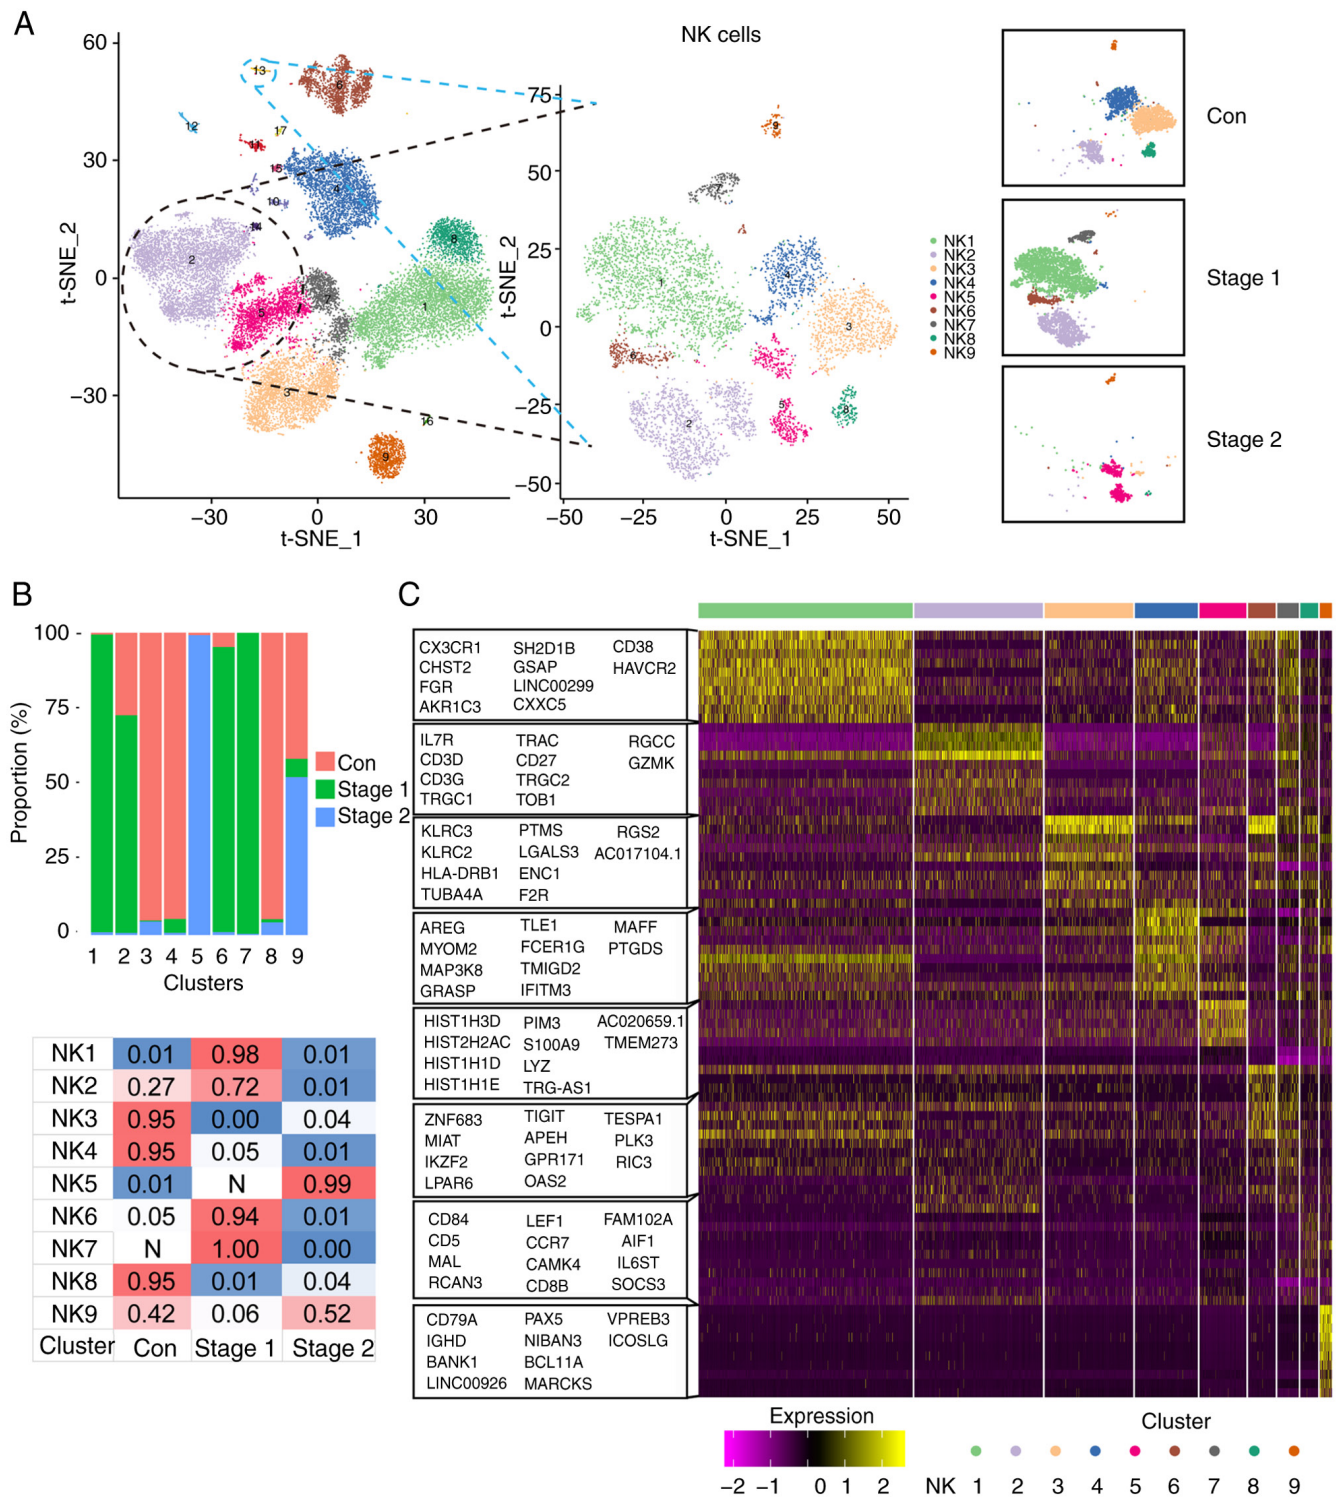 A
NK cells
60
30
0
−30
t-SNE_2
−30
0
30
t-SNE_1
13
6
12
17
11
15
4
10
14
2
8
7
5
1
3
16
9
75
50
25
0
−25
−50
t-SNE_2
−50
−25
0
25
50
t-SNE_1
9
7
1
4
3
6
2
5
8
NK1
NK2
NK3
NK4
NK5
NK6
NK7
NK8
NK9
Con
Stage 1
Stage 2
B
100
75
50
25
0
Proportion (%)
1 2 3 4 5 6 7 8 9
Clusters
Con
Stage 1
Stage 2
NK1 0.01 0.98 0.01
NK2 0.27 0.72 0.01
NK3 0.95 0.00 0.04
NK4 0.95 0.05 0.01
NK5 0.01 N 0.99
NK6 0.05 0.94 0.01
NK7 N 1.00 0.00
NK8 0.95 0.01 0.04
NK9 0.42 0.06 0.52
Cluster Con Stage 1 Stage 2
C
CX3CR1 SH2D1B CD38
CHST2 GSAP HAVCR2
FGR LINC00299
AKR1C3 CXXC5
IL7R TRAC RGCC
CD3D CD27 GZMK
CD3G TRGC2
TRGC1 TOB1
KLRC3 PTMS RGS2
KLRC2 LGALS3 AC017104.1
HLA-DRB1 ENC1
TUBA4A F2R
AREG TLE1 MAFF
MYOM2 FCER1G PTGDS
MAP3K8 TMIGD2
GRASP IFITM3
HIST1H3D PIM3 AC020659.1
HIST2H2AC S100A9 TMEM273
HIST1H1D LYZ
HIST1H1E TRG-AS1
ZNF683 TIGIT TESPA1
MIAT APEH PLK3
IKZF2 GPR171 RIC3
LPAR6 OAS2
CD84 LEF1 FAM102A
CD5 CCR7 AIF1
MAL CAMK4 IL6ST
RCAN3 CD8B SOCS3
CD79A PAX5 VPREB3
IGHD NIBAN3 ICOSLG
BANK1 BCL11A
LINC00926 MARCKS
Expression
−2 −1 0 1 2
Cluster
NK 1 2 3 4 5 6 7 8 9